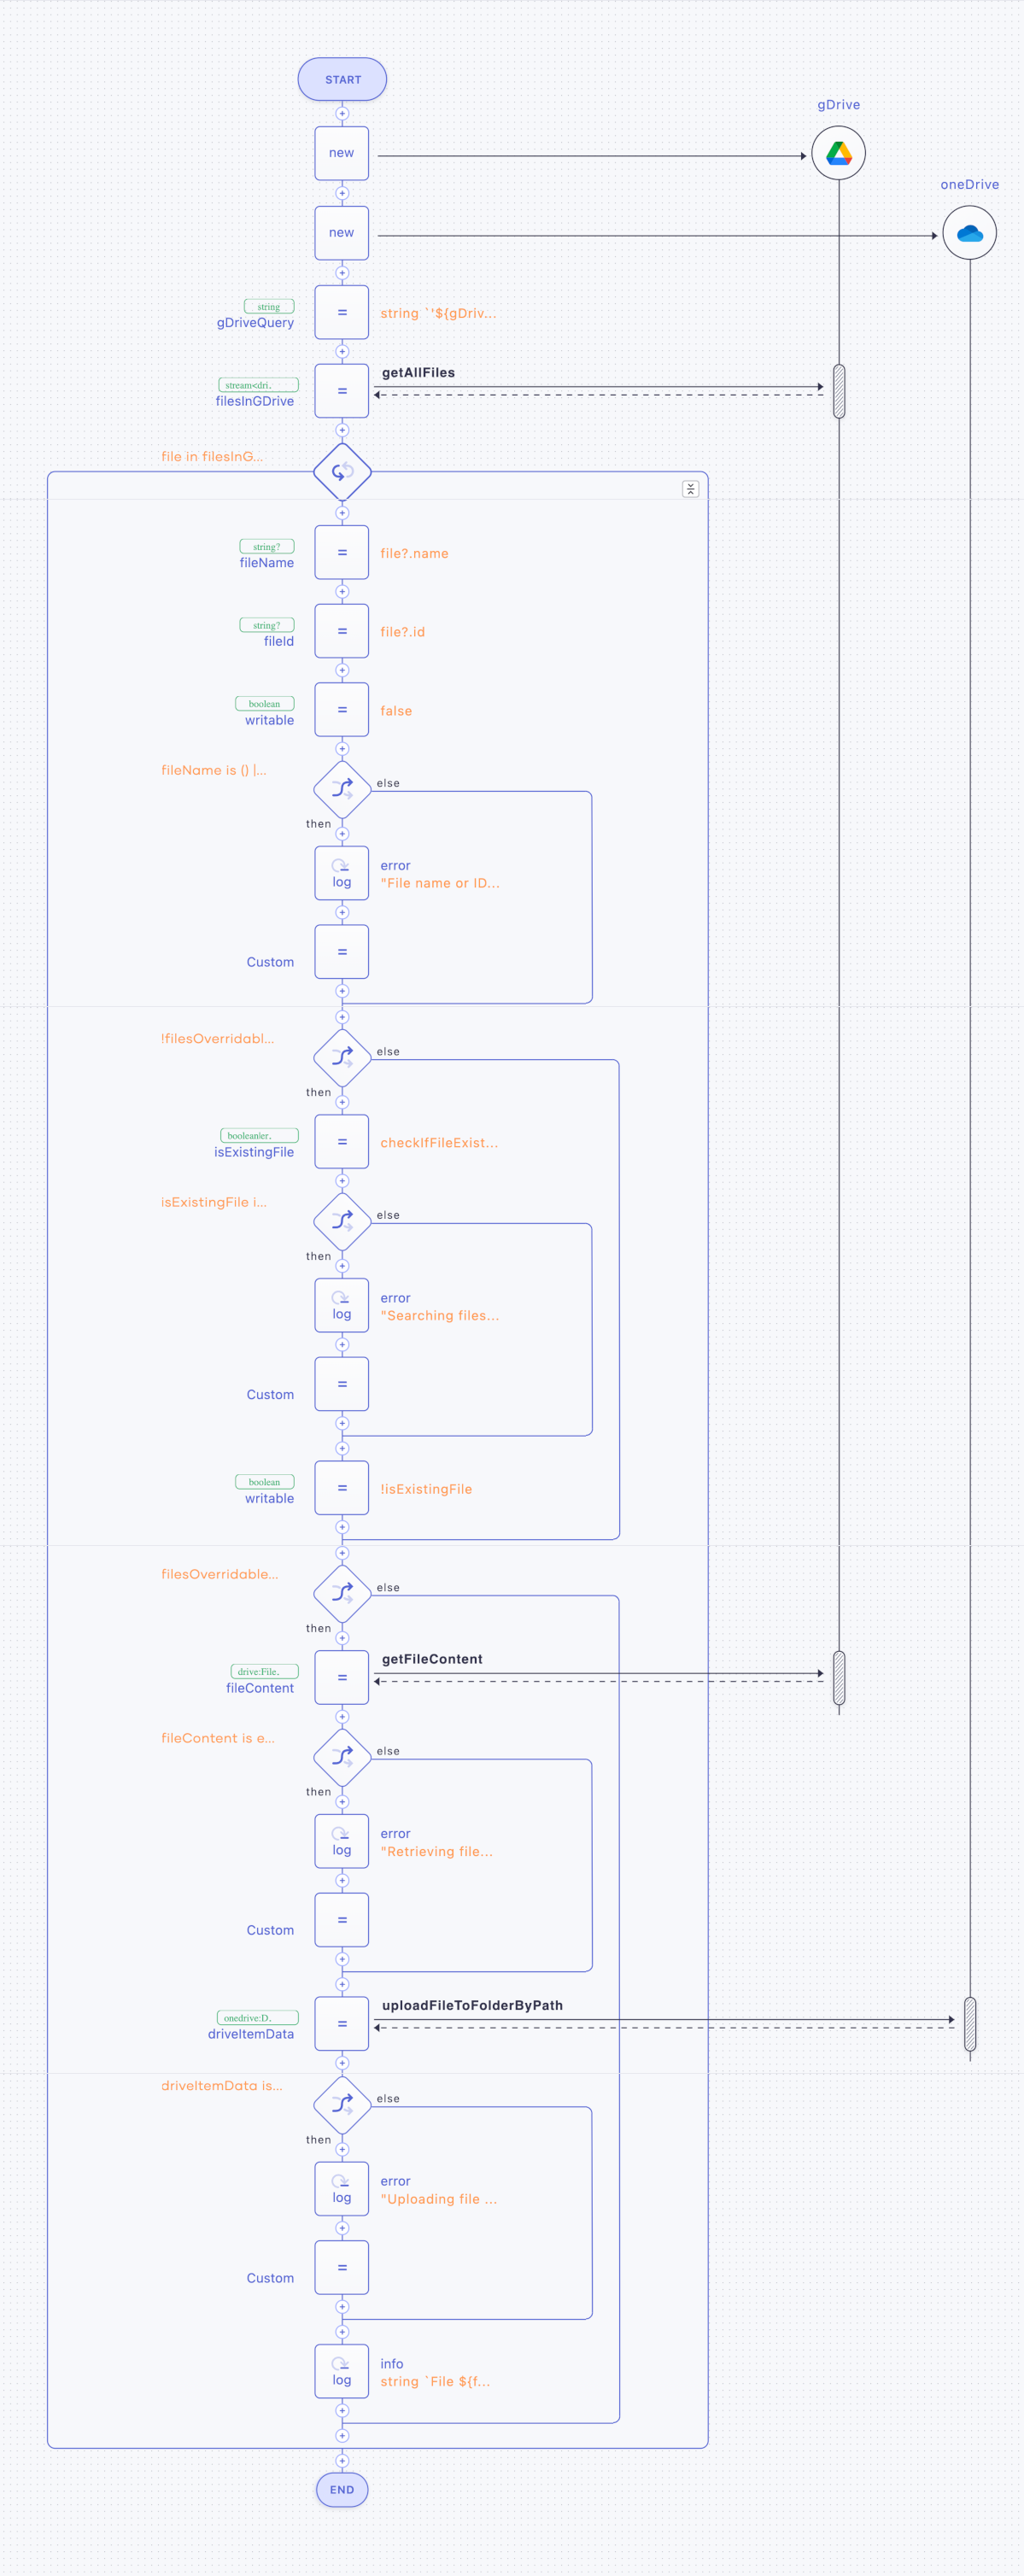 START
gDrive
new
oneDrive
new
string
gDriveQuery
=
string `'${gDriv...
getAllFiles
stream<dri.
filesInGDrive
=
file in filesInG...
string?
fileName
=
file?.name
string?
fileId
=
file?.id
boolean
writable
=
false
fileName is () |...
else
then
log
error
"File name or ID...
Custom
=
!filesOverridabl...
else
then
boolean|er.
isExistingFile
=
checkIfFileExist...
isExistingFile i...
else
then
log
error
"Searching files...
Custom
=
boolean
writable
=
!isExistingFile
filesOverridable...
else
then
getFileContent
drive:File.
fileContent
=
fileContent is e...
else
then
log
error
"Retrieving file...
Custom
=
uploadFileToFolderByPath
onedrive:D.
driveItemData
=
driveItemData is...
else
then
log
error
"Uploading file ...
Custom
=
log
info
string `File ${f...
END